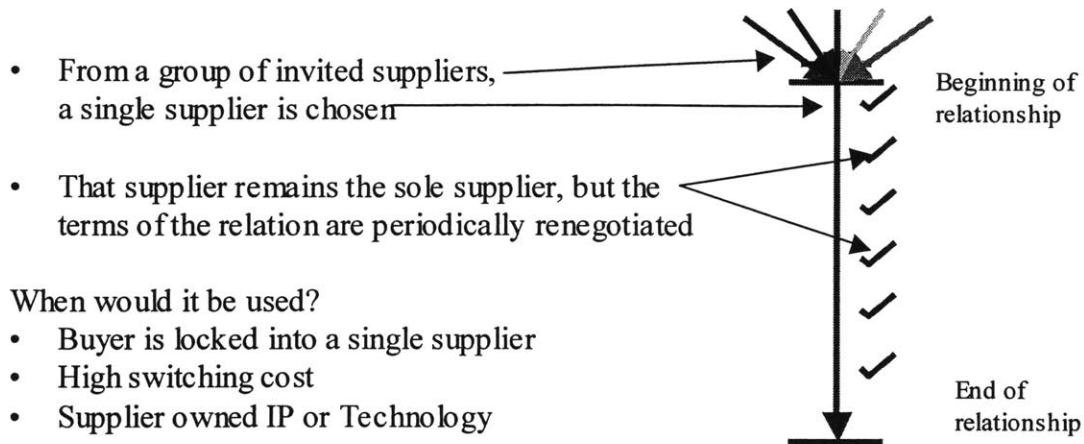 • From a group of invited suppliers,
a single supplier is chosen
Beginning of
relationship
• That supplier remains the sole supplier, but the
terms of the relation are periodically renegotiated
When would it be used?
• Buyer is locked into a single supplier
• High switching cost
• Supplier owned IP or Technology
End of
relationship